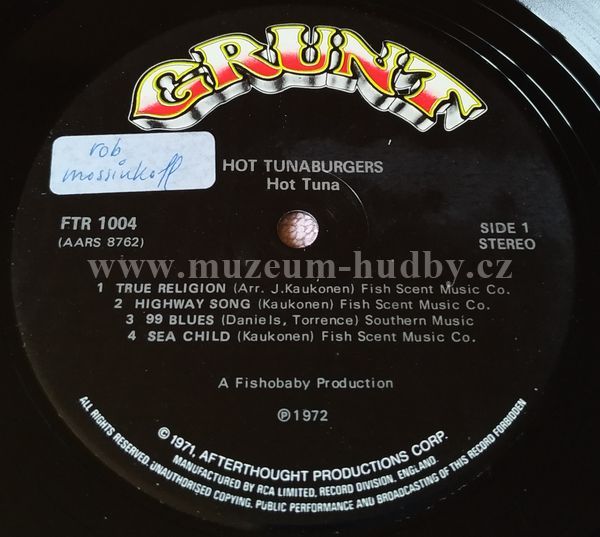 GRUNT
rob
mossinkoff
HOT TUNABURGERS
Hot Tuna
FTR 1004
(AARS 8762)
SIDE 1
STEREO
www.muzeum-hudby.cz
1 TRUE RELIGION (Arr. J.Kaukonen) Fish Scent Music Co.
2 HIGHWAY SONG (Kaukonen) Fish Scent Music Co.
3 99 BLUES (Daniels, Torrence) Southern Music
4 SEA CHILD (Kaukonen) Fish Scent Music Co.
A Fishobaby Production
℗1972
© 1971, AFTERTHOUGHT PRODUCTIONS CORP.
MANUFACTURED BY RCA LIMITED, RECORD DIVISION, ENGLAND.
ALL RIGHTS RESERVED. UNAUTHORISED COPYING, PUBLIC PERFORMANCE AND BROADCASTING OF THIS RECORD FORBIDDEN